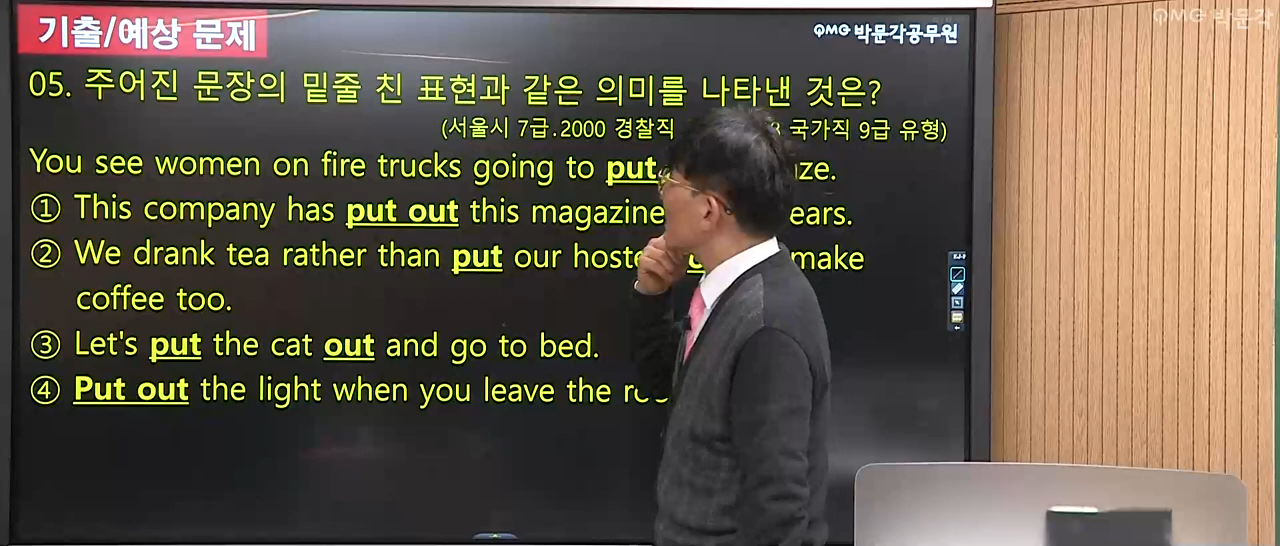 기출/예상 문제
QMG 박문각공무원
QMG 박문각
05. 주어진 문장의 밑줄 친 표현과 같은 의미를 나타낸 것은?
(서울시 7급.2000 경찰직 국가직 9급 유형)
You see women on fire trucks going to put
① This company has put out this magazine
② We drank tea rather than put our make
coffee too.
③ Let's put the cat out and go to bed.
④ Put out the light when you leave the